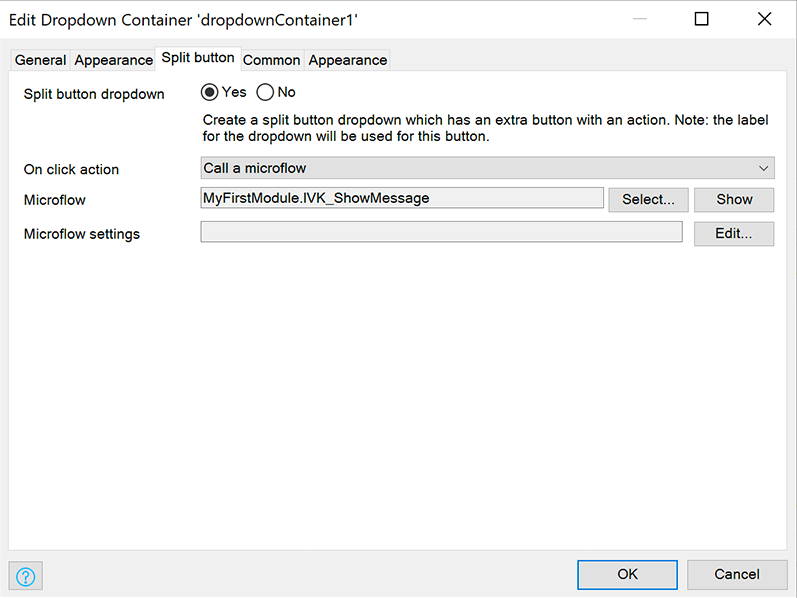 Edit Dropdown Container 'dropdownContainer1'
General Appearance Split button Common Appearance
Split button dropdown Yes No
Create a split button dropdown which has an extra button with an action. Note: the label
for the dropdown will be used for this button.
On click action Call a microflow
Microflow MyFirstModule.IVK_ShowMessage Select... Show
Microflow settings Edit...
? OK Cancel